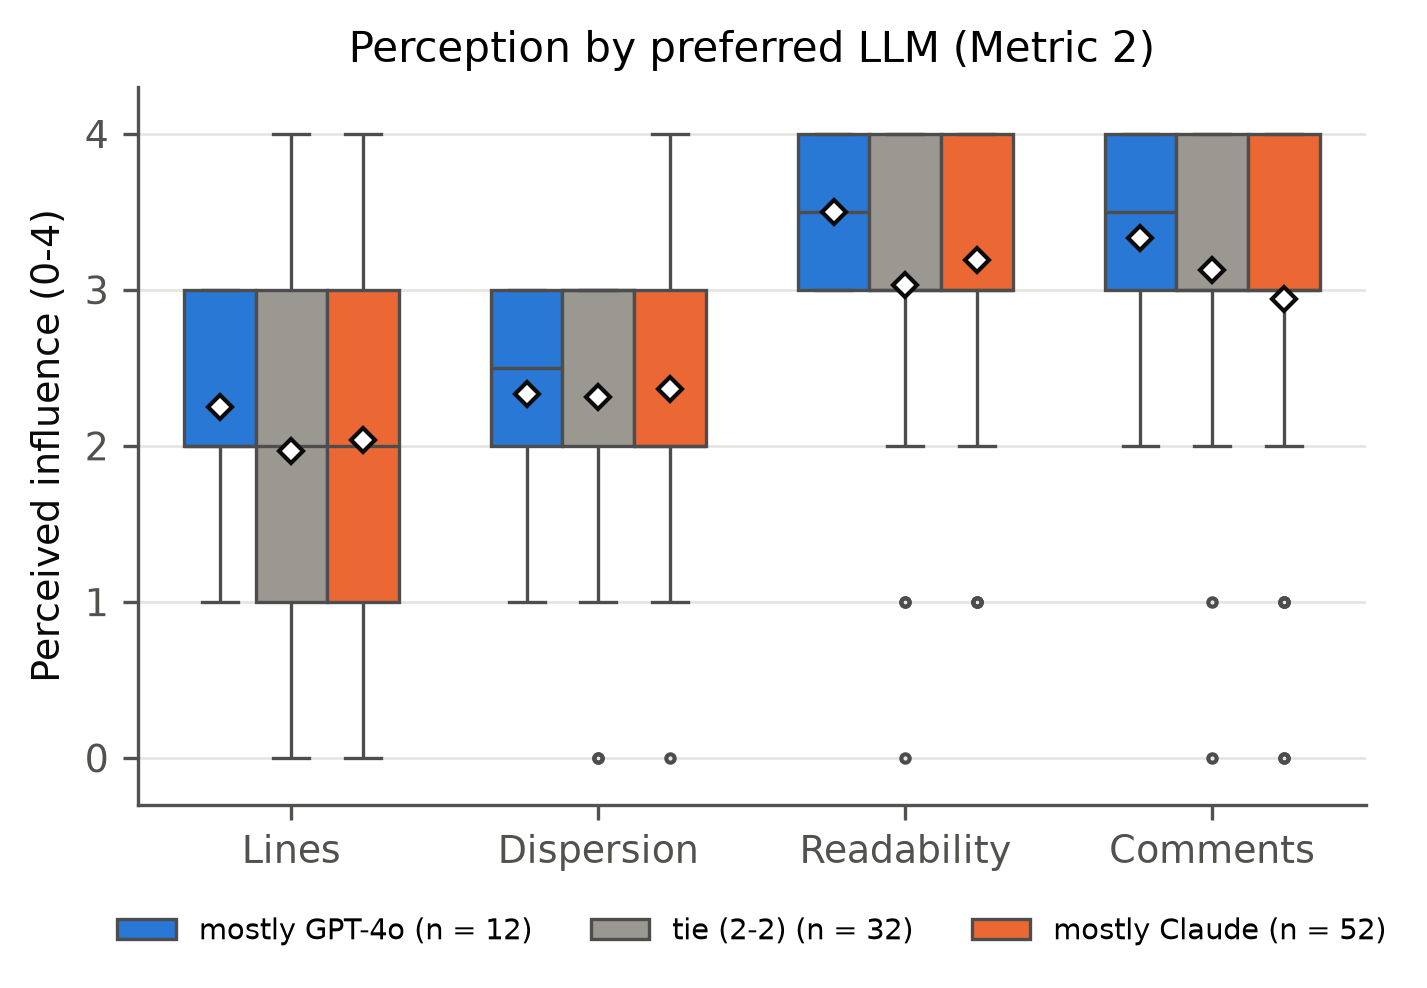 Perception by preferred LLM (Metric 2)
Perceived influence (0-4)
4
3
2
1
0
Lines
Dispersion
Readability
Comments
mostly GPT-4o (n = 12)
tie (2-2) (n = 32)
mostly Claude (n = 52)